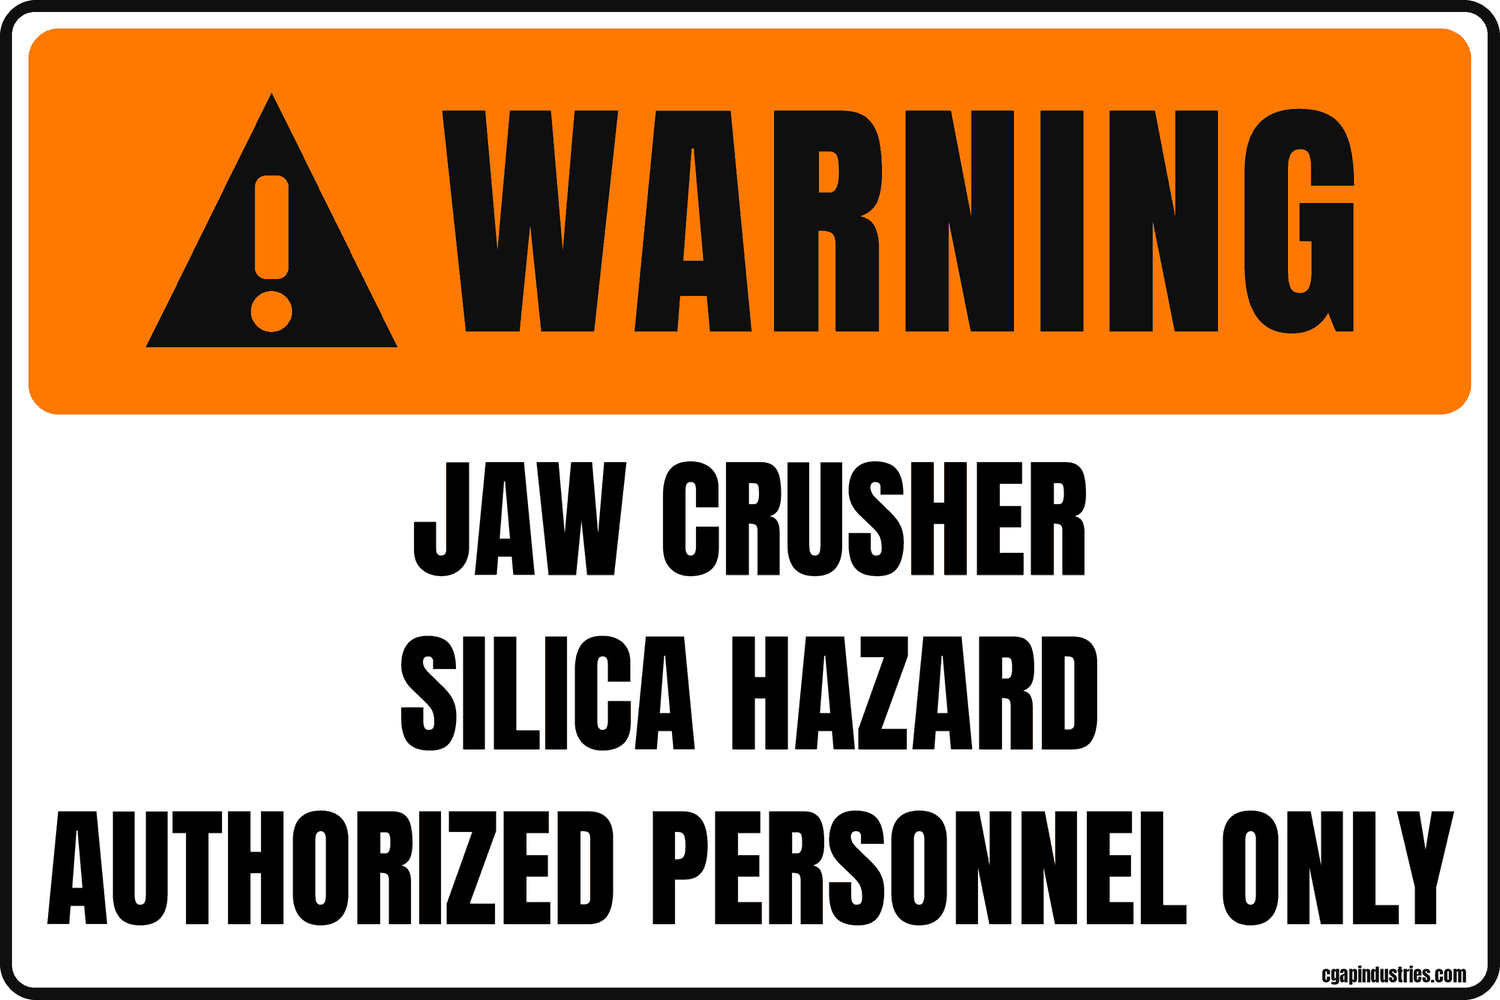 WARNING
JAW CRUSHER
SILICA HAZARD
AUTHORIZED PERSONNEL ONLY
cgapindustries.com